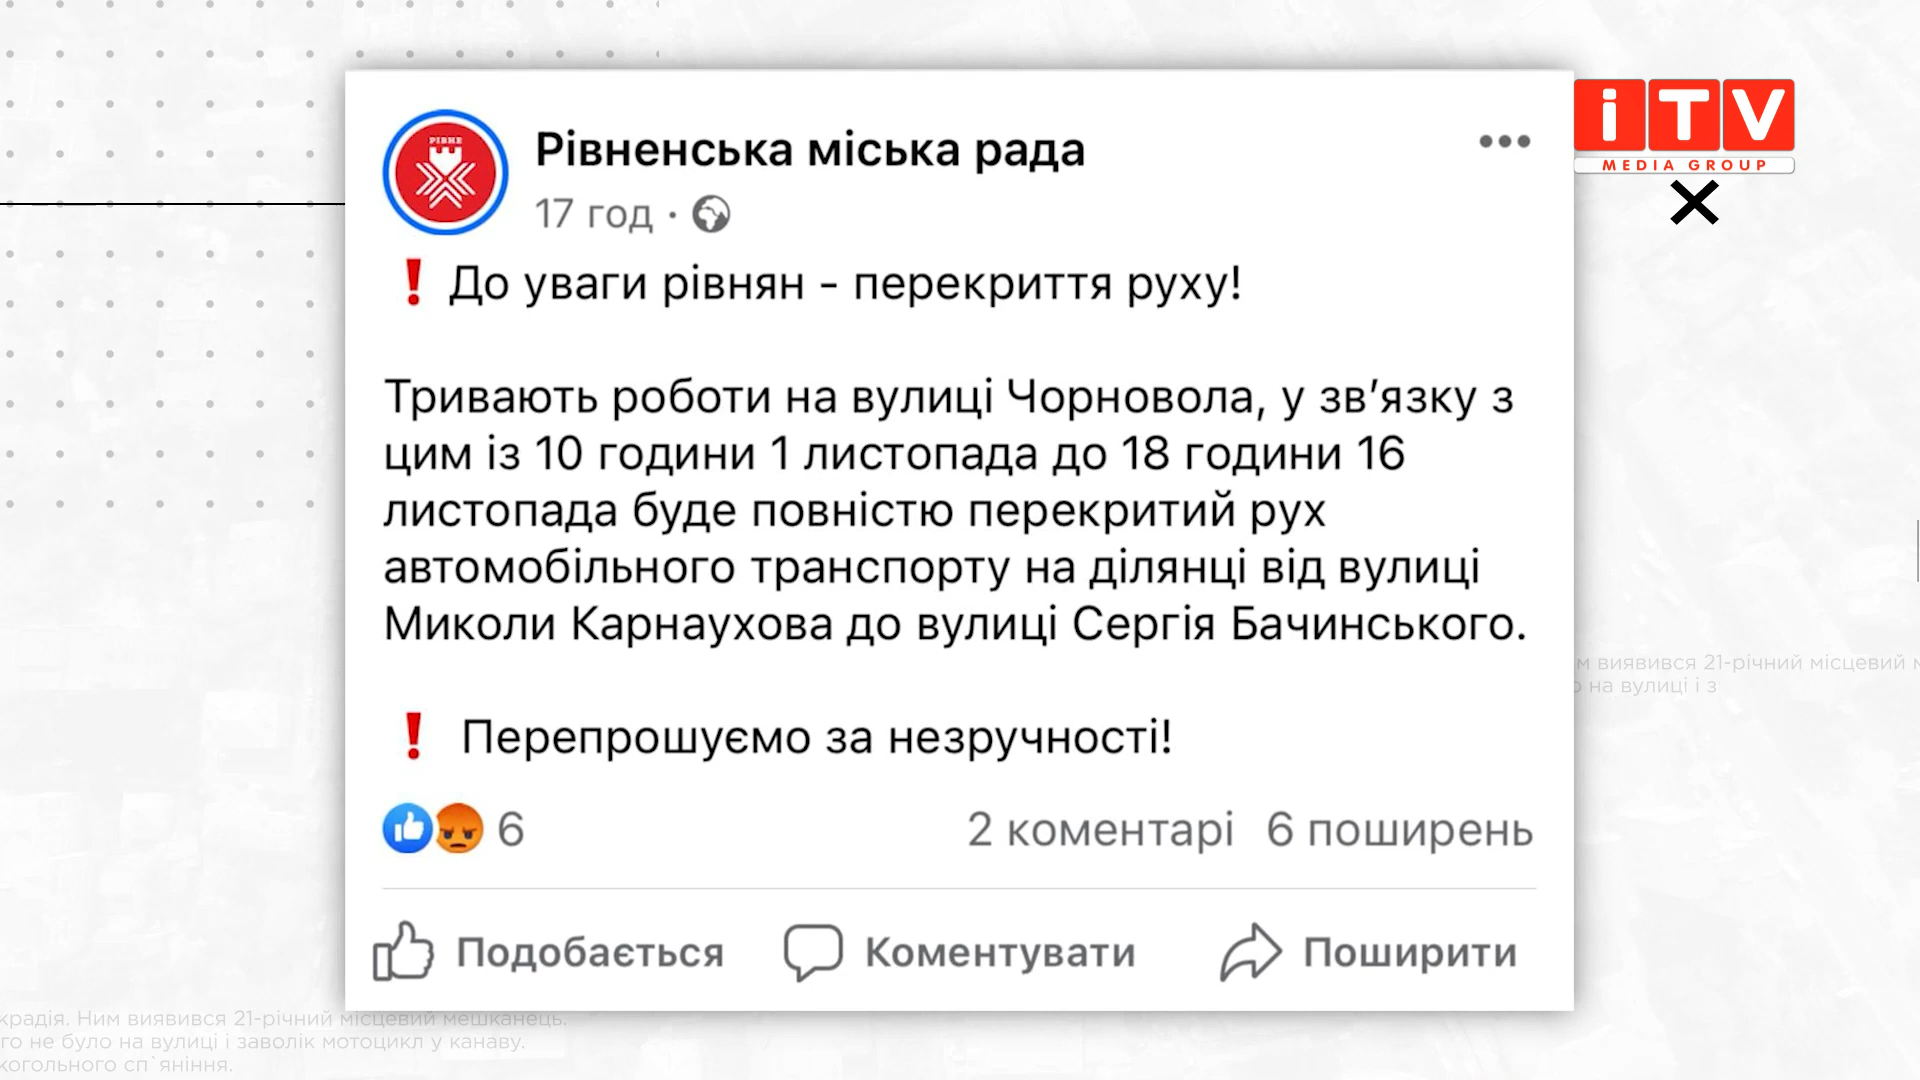 iTV
MEDIA GROUP
РІВНЕ
Рівненська міська рада
17 год ·
❗ До уваги рівнян - перекриття руху!
Тривають роботи на вулиці Чорновола, у зв’язку з
цим із 10 години 1 листопада до 18 години 16
листопада буде повністю перекритий рух
автомобільного транспорту на ділянці від вулиці
Миколи Карнаухова до вулиці Сергія Бачинського.
❗ Перепрошуємо за незручності!
6
2 коментарі 6 поширень
Подобається Коментувати Поширити
виявився 21-річний місцевий
на вулиці і з
крадія. Ним виявився 21-річний місцевий мешканець.
го не було на вулиці і заволік мотоцикл у канаву.
когольного сп`яніння.